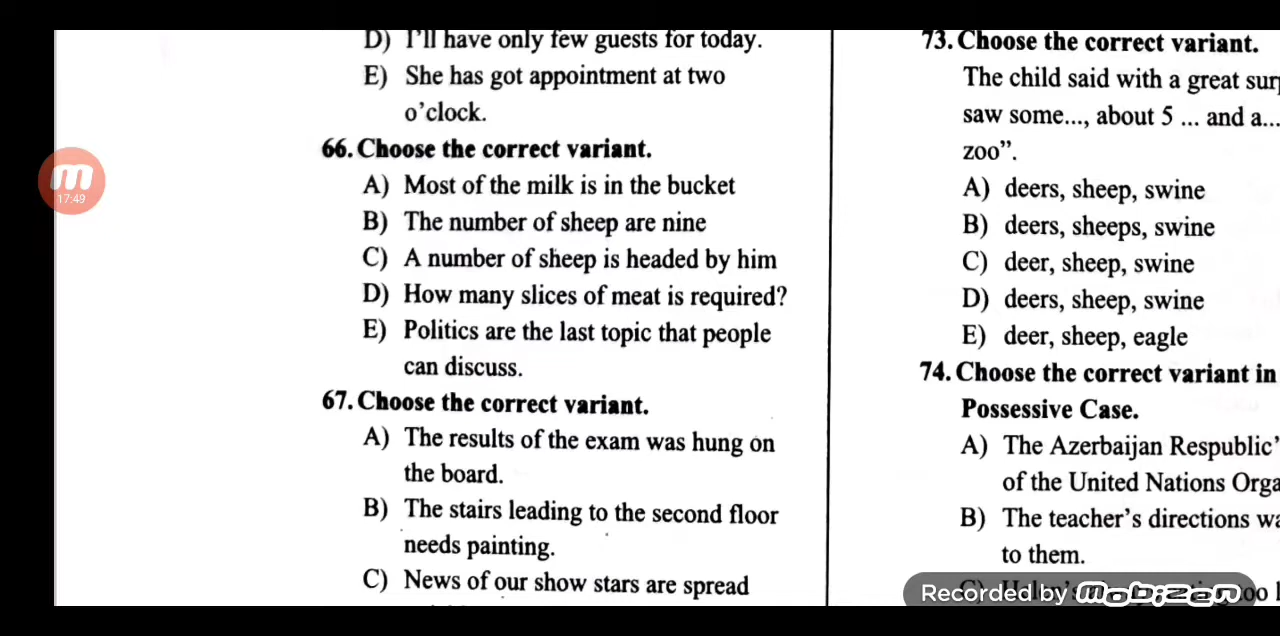 D) I'll have only few guests for today.
E) She has got appointment at two
o'clock.
66. Choose the correct variant.
A) Most of the milk is in the bucket
B) The number of sheep are nine
C) A number of sheep is headed by him
D) How many slices of meat is required?
E) Politics are the last topic that people
can discuss.
67. Choose the correct variant.
A) The results of the exam was hung on
the board.
B) The stairs leading to the second floor
needs painting.
C) News of our show stars are spread
73. Choose the correct variant.
The child said with a great
saw some..., about 5 ... and a...
zoo”.
A) deers, sheep, swine
B) deers, sheeps, swine
C) deer, sheep, swine
D) deers, sheep, swine
E) deer, sheep, eagle
74. Choose the correct variant in
Possessive Case.
A) The Azerbaijan Respublic'
of the United Nations
B) The teacher's directions
to them.
17:49
Recorded by